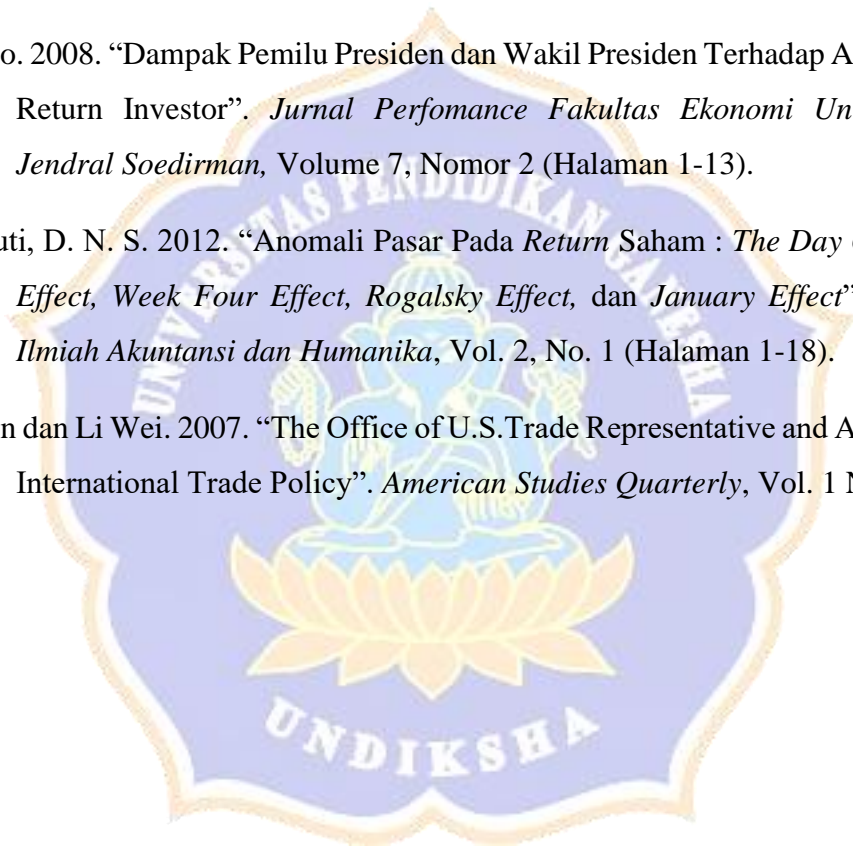 o. 2008. “Dampak Pemilu Presiden dan Wakil Presiden Terhadap A
Return Investor”. Jurnal Perfomance Fakultas Ekonomi Un
Jendral Soedirman, Volume 7, Nomor 2 (Halaman 1-13).
uti, D. N. S. 2012. “Anomali Pasar Pada Return Saham : The Day
Effect, Week Four Effect, Rogalsky Effect, dan January Effect”
Ilmiah Akuntansi dan Humanika, Vol. 2, No. 1 (Halaman 1-18).
n dan Li Wei. 2007. “The Office of U.S.Trade Representative and A
International Trade Policy”. American Studies Quarterly, Vol. 1 N
UNIVERSITAS PENDIDIKAN GANESHA
UNDIKSHA